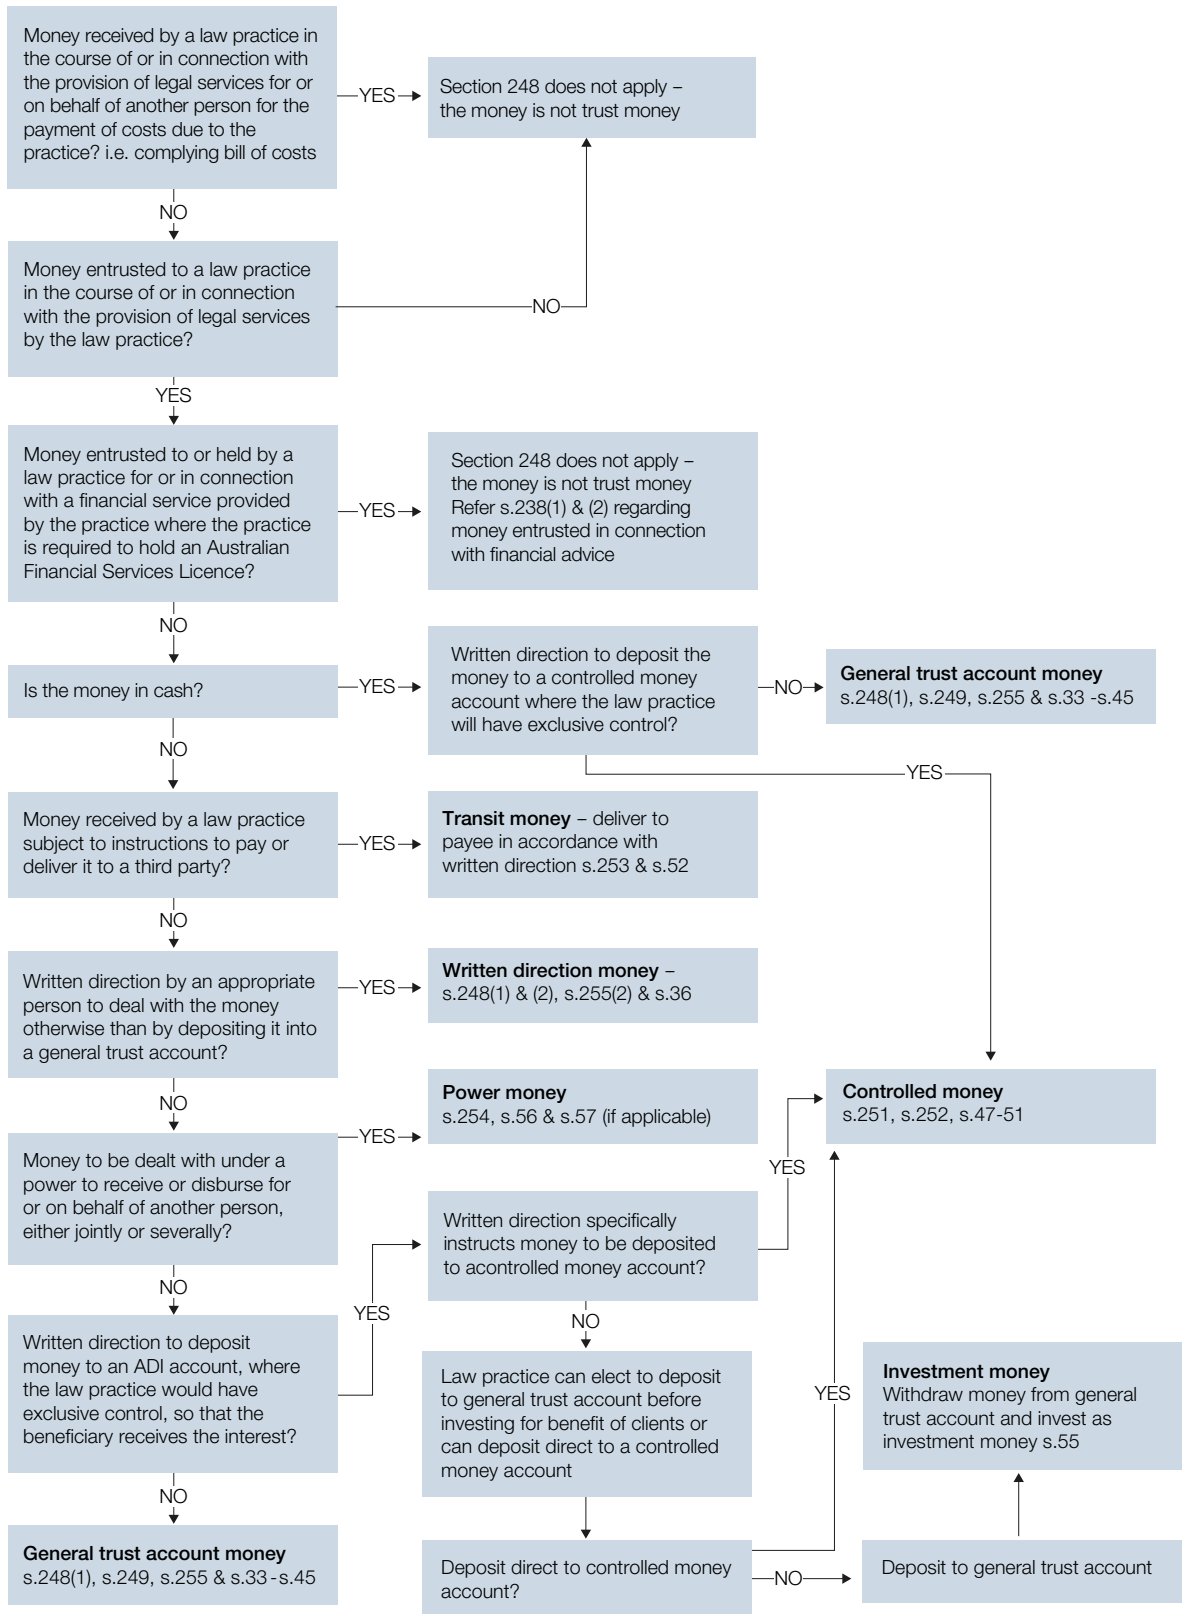 Money received by a law practice in
the course of or in connection with
the provision of legal services for or
on behalf of another person for the
payment of costs due to the
practice? i.e. complying bill of costs
YES
Section 248 does not apply –
the money is not trust money
NO
Money entrusted to a law practice
in the course of or in connection
with the provision of legal services
by the law practice?
NO
YES
Money entrusted to or held by a
law practice for or in connection
with a financial service provided
by the practice where the practice
is required to hold an Australian
Financial Services Licence?
YES
Section 248 does not apply –
the money is not trust money
Refer s.238(1) & (2) regarding
money entrusted in connection
with financial advice
NO
Is the money in cash?
YES
Written direction to deposit the
money to a controlled money
account where the law practice
will have exclusive control?
NO
General trust account money
s.248(1), s.249, s.255 & s.33 -s.45
YES
NO
Money received by a law practice
subject to instructions to pay or
deliver it to a third party?
YES
Transit money – deliver to
payee in accordance with
written direction s.253 & s.52
NO
Written direction by an appropriate
person to deal with the money
otherwise than by depositing it into
a general trust account?
YES
Written direction money –
s.248(1) & (2), s.255(2) & s.36
NO
Money to be dealt with under a
power to receive or disburse for
or on behalf of another person,
either jointly or severally?
YES
Power money
s.254, s.56 & s.57 (if applicable)
Controlled money
s.251, s.252, s.47-51
NO
Written direction to deposit
money to an ADI account, where
the law practice would have
exclusive control, so that the
beneficiary receives the interest?
YES
Written direction specifically
instructs money to be deposited
to acontrolled money account?
YES
NO
Law practice can elect to deposit
to general trust account before
investing for benefit of clients or
can deposit direct to a controlled
money account
YES
Investment money
Withdraw money from general
trust account and invest as
investment money s.55
NO
General trust account money
s.248(1), s.249, s.255 & s.33 - s.45
Deposit direct to controlled money
account?
NO
Deposit to general trust account